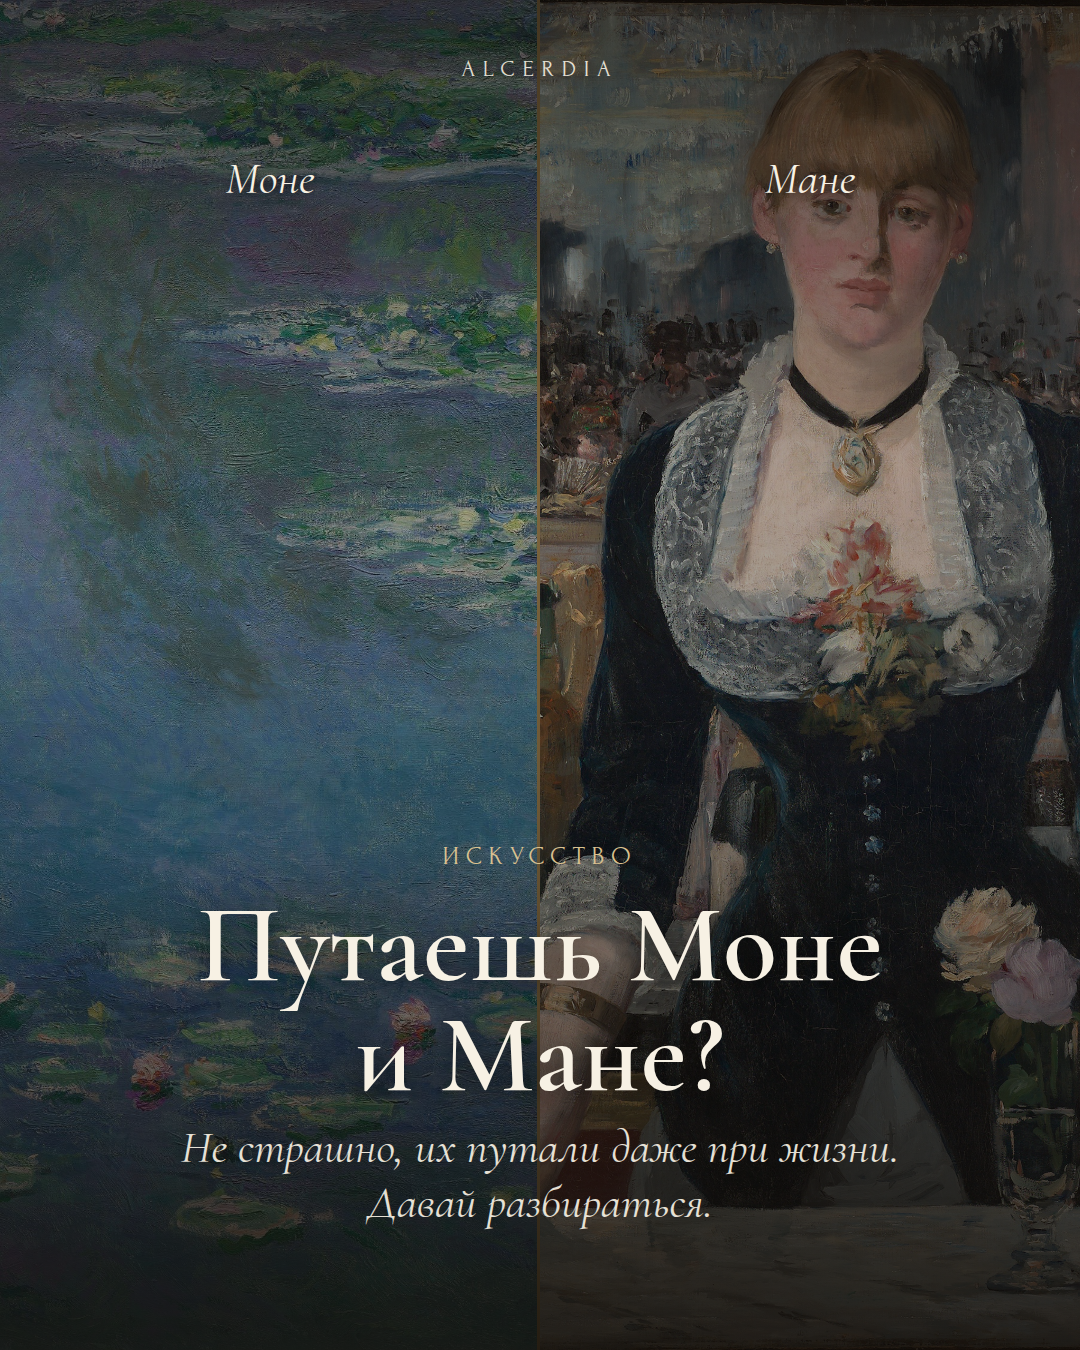 ALCERDIA
Моне
Мане
ИСКУССТВО
Путаешь Моне
и Мане?
Не страшно, их путали даже при жизни.
Давай разбираться.